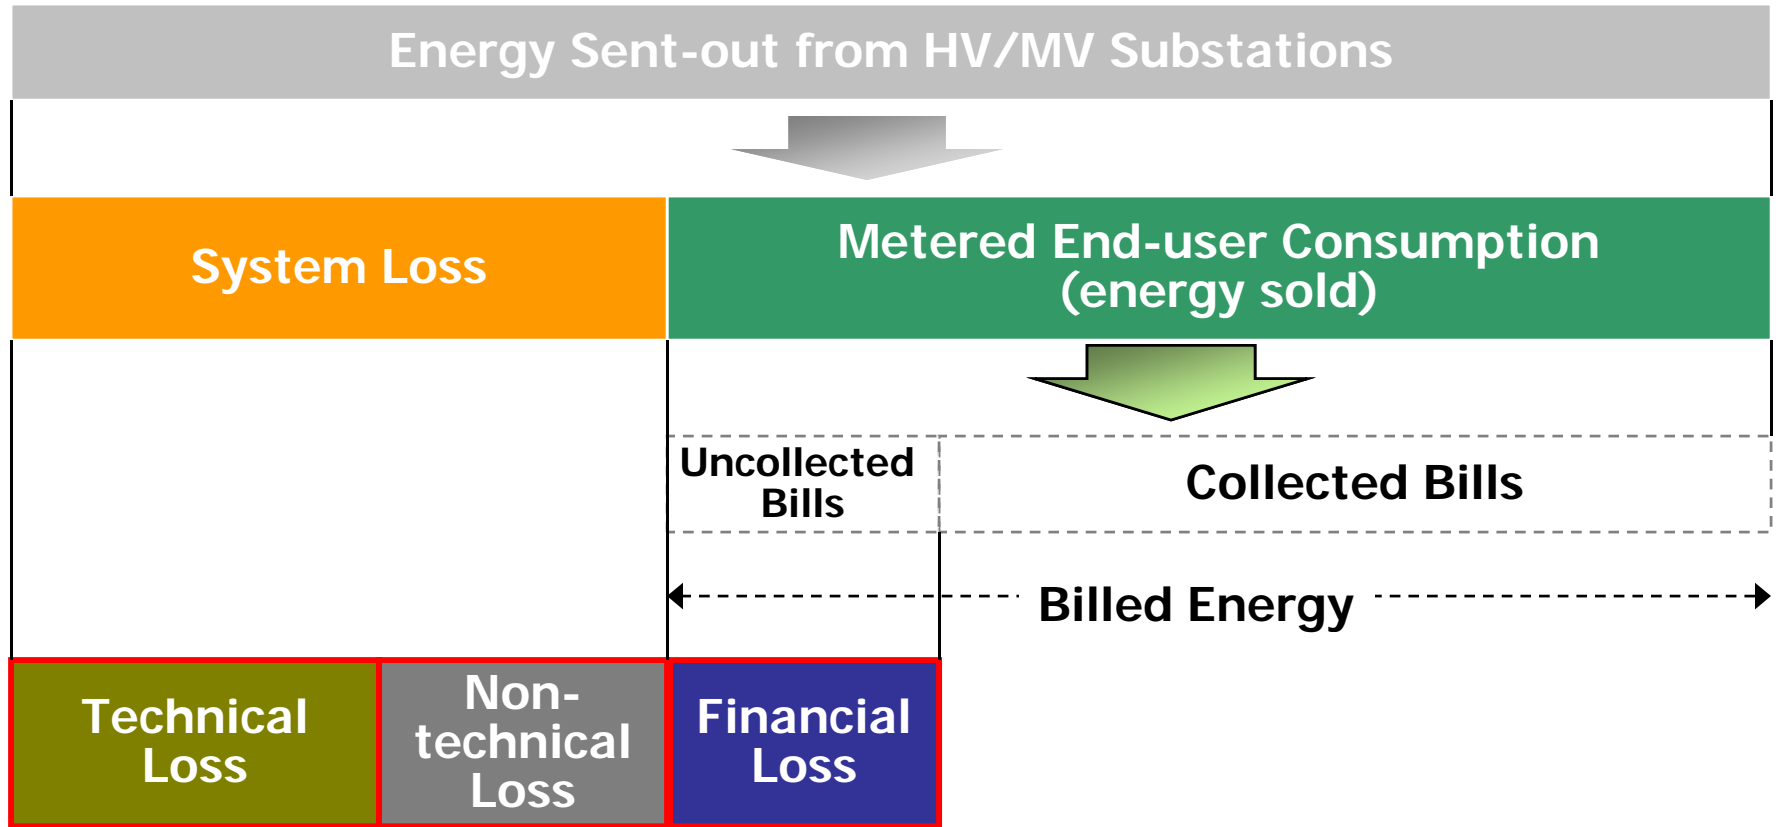 Energy Sent-out from HV/MV Substations
System Loss
Metered End-user Consumption
(energy sold)
Uncollected
Bills
Collected Bills
Billed Energy
Technical
Loss
Non-
technical
Loss
Financial
Loss